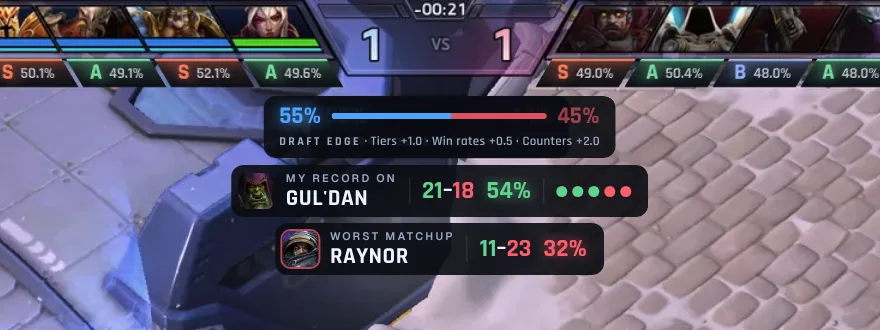 -00:21
1 VS 1
S 50.1% A 49.1% S 52.1% A 49.6% S 49.0% A 50.4% B 48.0% A 48.0%
55% 45%
DRAFT EDGE · Tiers +1.0 · Win rates +0.5 · Counters +2.0
MY RECORD ON
GUL'DAN 21-18 54%
WORST MATCHUP
RAYNOR 11-23 32%